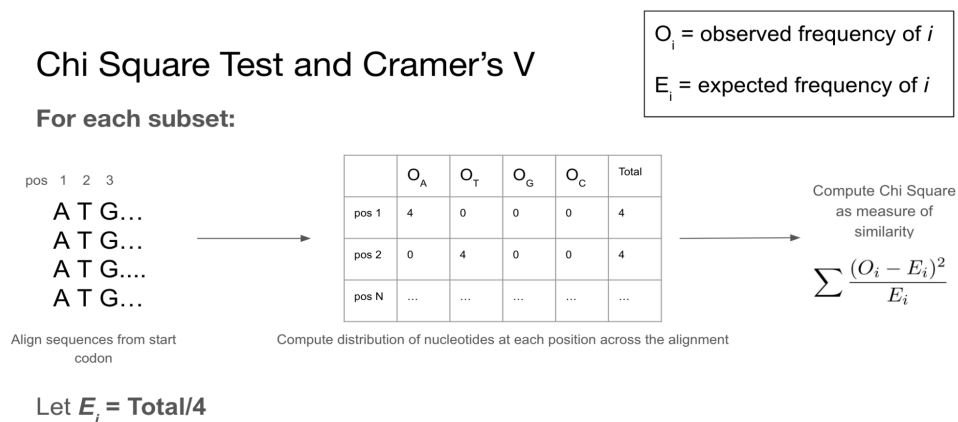 O_i = observed frequency of i
E_i = expected frequency of i
Chi Square Test and Cramer's V
For each subset:
pos 1 2 3
A T G...
A T G...
A T G....
A T G...
Align sequences from start
codon
O_A O_T O_G O_C Total
pos 1 4 0 0 0 4
pos 2 0 4 0 0 4
pos N ... ... ... ... ...
Compute distribution of nucleotides at each position across the alignment
Compute Chi Square
as measure of
similarity
∑ (O_i − E_i)² / E_i
Let E_i = Total/4